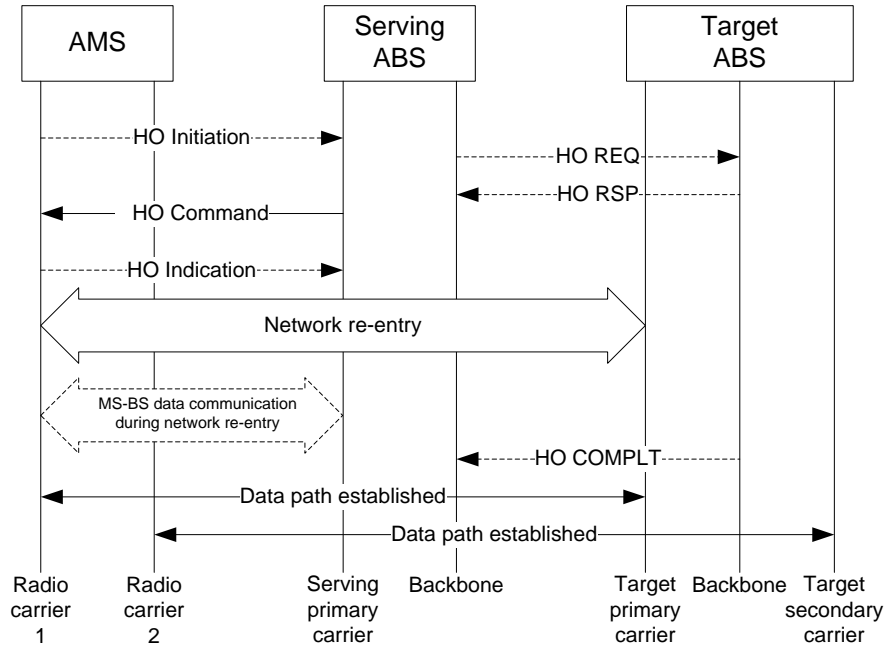 AMS
Serving
ABS
Target
ABS
HO Initiation
HO REQ
HO RSP
HO Command
HO Indication
Network re-entry
MS-BS data communication
during network re-entry
HO COMPLT
Data path established
Data path established
Radio
carrier
1
Radio
carrier
2
Serving
primary
carrier
Backbone
Target
primary
carrier
Backbone
Target
secondary
carrier